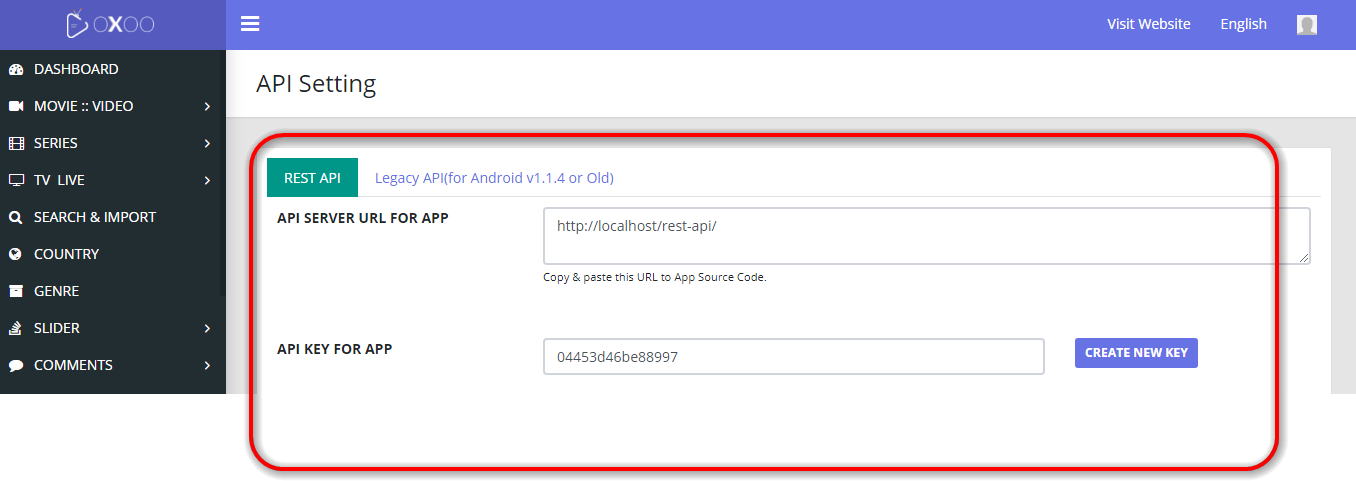 OXOO
Visit Website
English
DASHBOARD
MOVIE :: VIDEO
SERIES
TV LIVE
SEARCH & IMPORT
COUNTRY
GENRE
SLIDER
COMMENTS
API Setting
REST API
Legacy API(for Android v1.1.4 or Old)
API SERVER URL FOR APP
http://localhost/rest-api/
Copy & paste this URL to App Source Code.
API KEY FOR APP
04453d46be88997
CREATE NEW KEY